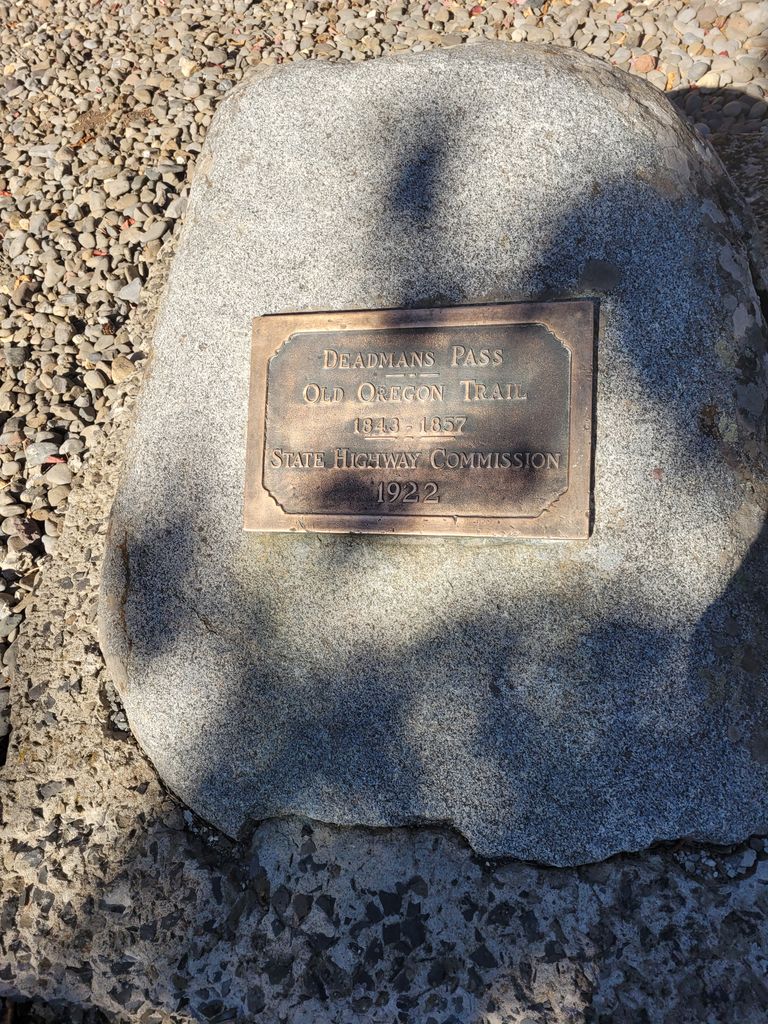 DEADMANS PASS
OLD OREGON TRAIL
1843-1857
STATE HIGHWAY COMMISSION
1922